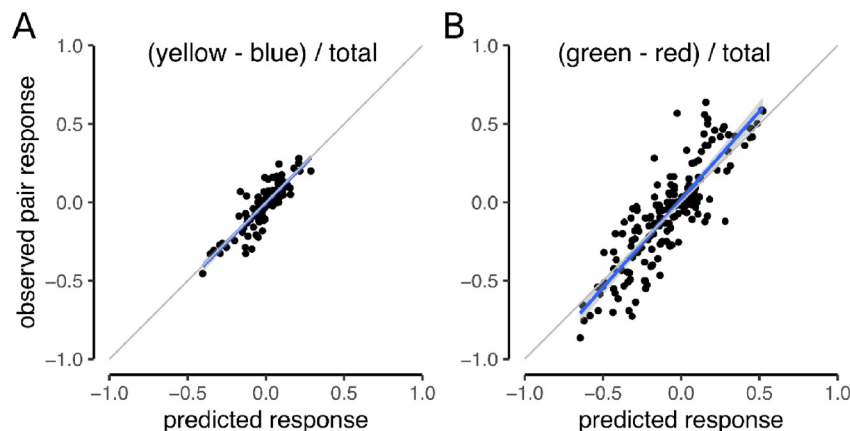 A
B
(yellow - blue) / total
(green - red) / total
observed pair response
1.0
0.5
0.0
−0.5
−1.0
−1.0 −0.5 0.0 0.5 1.0
predicted response
1.0
0.5
0.0
−0.5
−1.0
−1.0 −0.5 0.0 0.5 1.0
predicted response